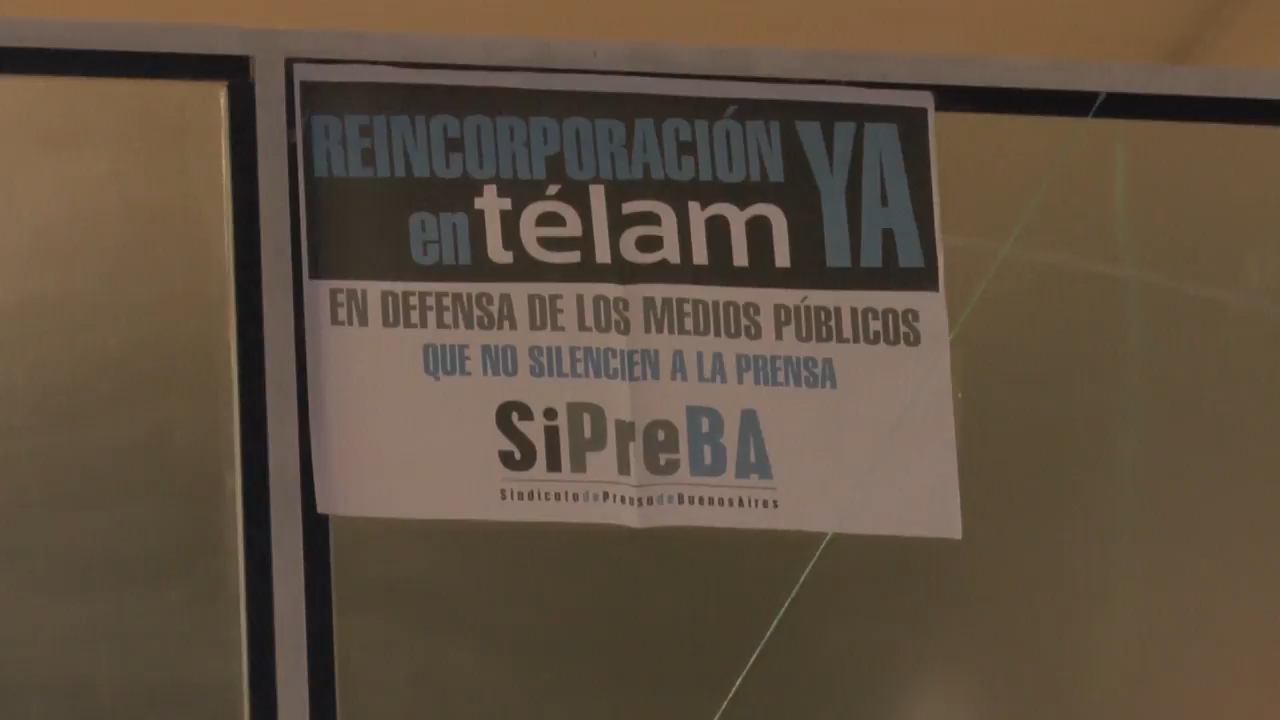 REINCORPORACIÓN YA
en télam
EN DEFENSA DE LOS MEDIOS PÚBLICOS
QUE NO SILENCIEN A LA PRENSA
SiPreBA
SindicatodePrensadeBuenosAires